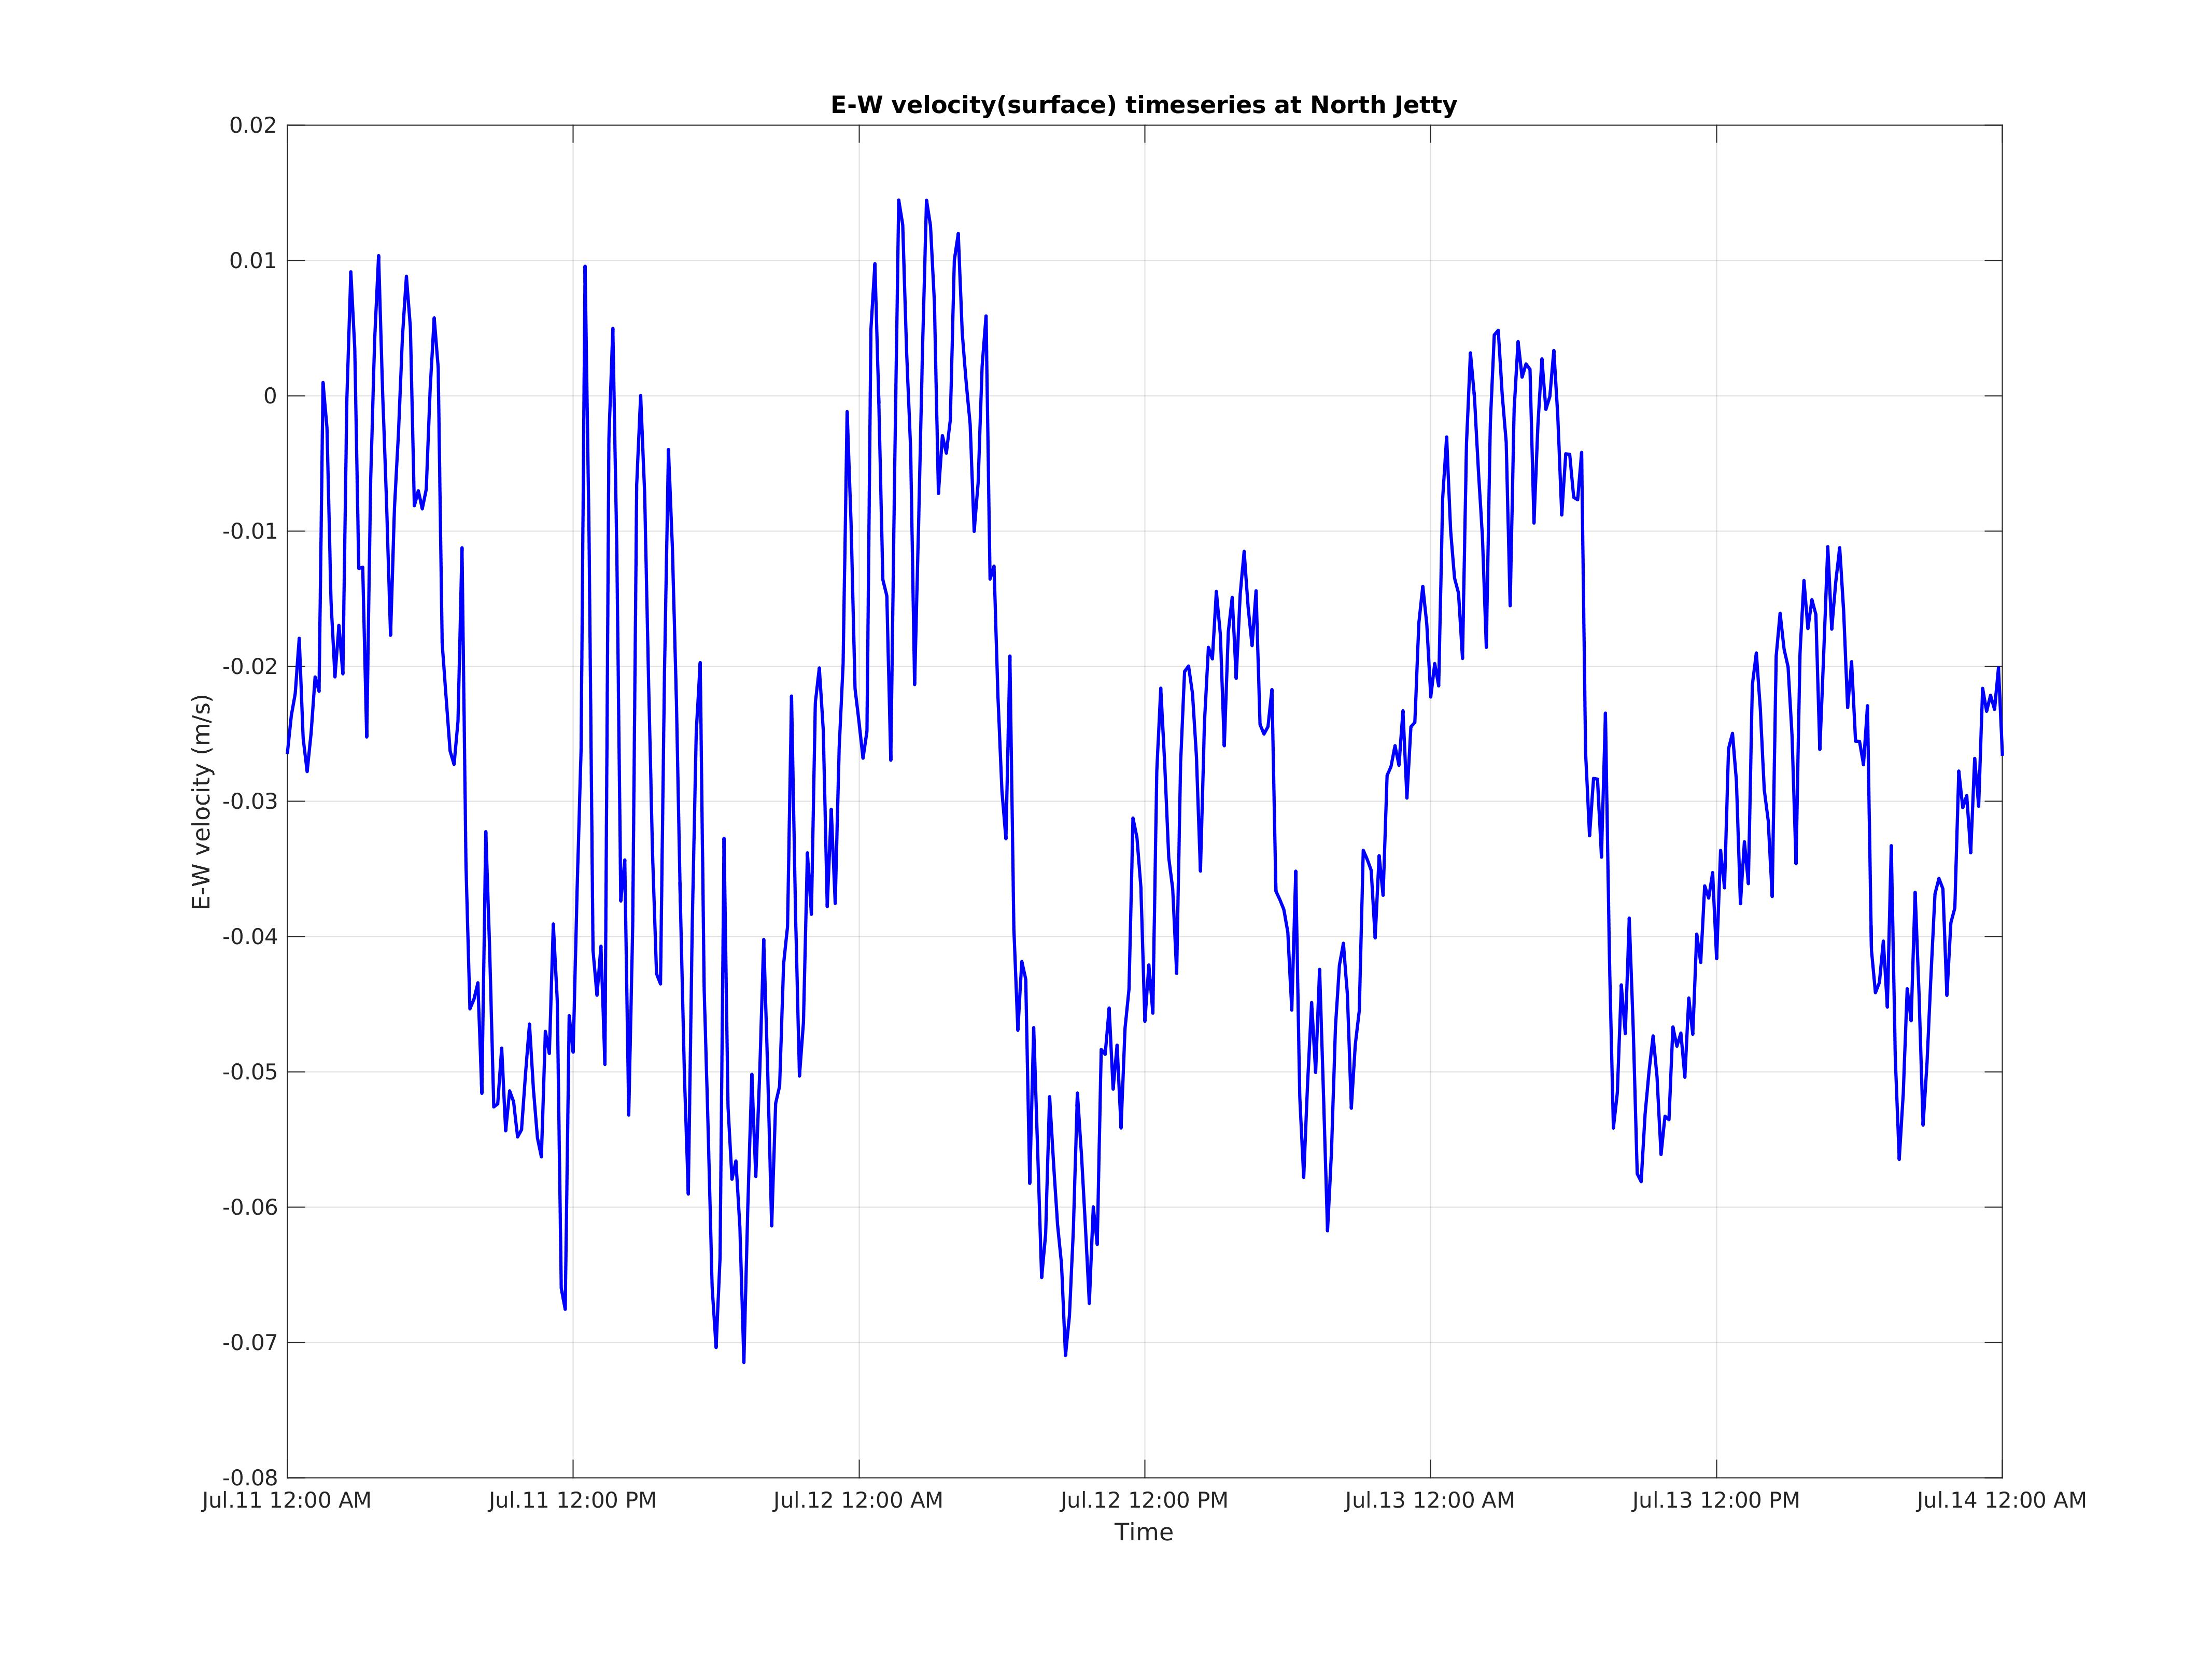 E-W velocity(surface) timeseries at North Jetty
0.02
0.01
0
-0.01
-0.02
-0.03
-0.04
-0.05
-0.06
-0.07
-0.08
E-W velocity (m/s)
Jul.11 12:00 AM Jul.11 12:00 PM Jul.12 12:00 AM Jul.12 12:00 PM Jul.13 12:00 AM Jul.13 12:00 PM Jul.14 12:00 AM
Time